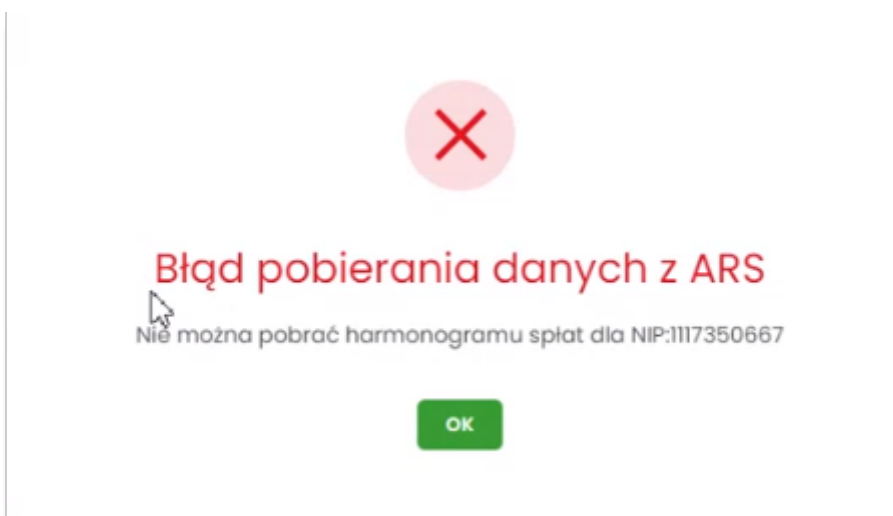 Błąd pobierania danych z ARS
Nie można pobrać harmonogramu spłat dla NIP:1117350667
OK